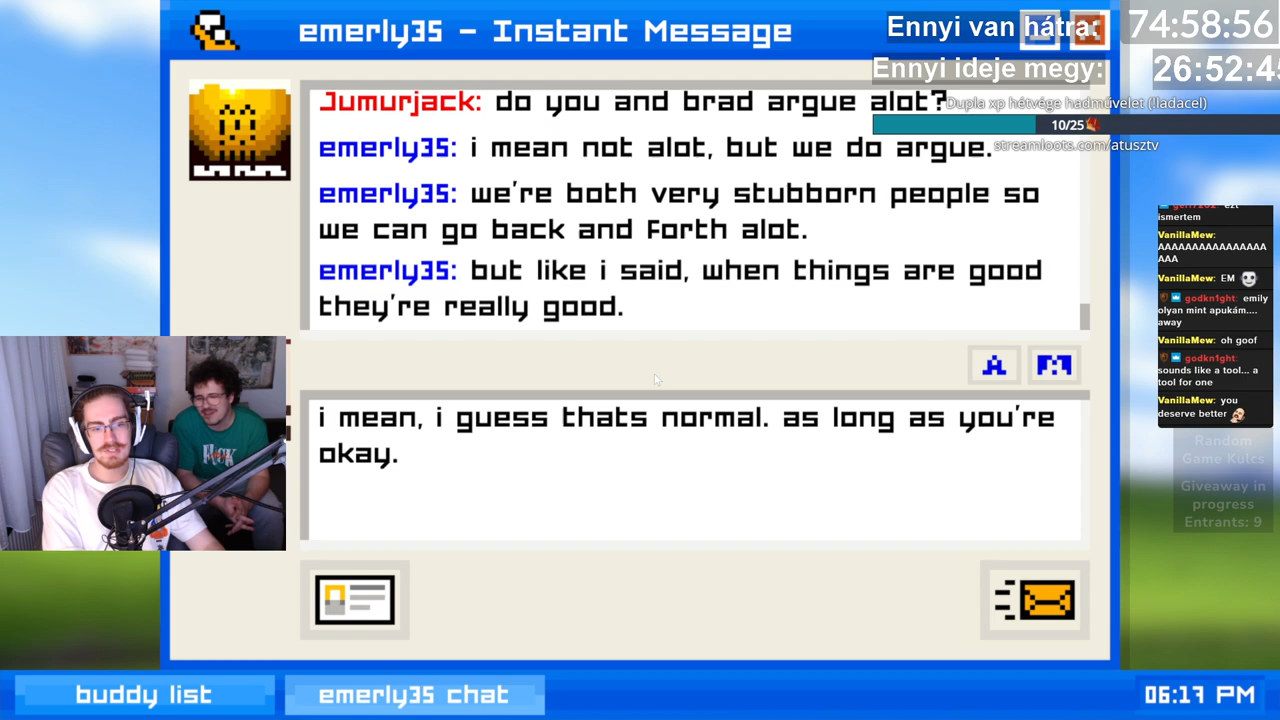 emerly35 - Instant Message
Ennyi van hátra:
74:58:56
Ennyi ideje megy:
26:52:45
Jumurjack: do you and brad argue alot?
Dupla xp hétvége hadművelet (!ladacel)
10/25
emerly35: i mean not alot, but we do argue.
streamloots.com/atusztv
emerly35: we're both very stubborn people so
we can go back and forth alot.
emerly35: but like i said, when things are good
they're really good.
ezt
ismertem
VanillaMew:
AAAAAAAAAAAAAAAA
AAA
VanillaMew: EM
godkn1ght: emily
olyan mint apukám....
away
VanillaMew: oh goof
godkn1ght:
sounds like a tool... a
tool for one
VanillaMew: you
deserve better
A
i mean, i guess thats normal. as long as you're
okay.
Random
Game Kulcs
Giveaway in
progress
Entrants: 9
buddy list
emerly35 chat
06:17 PM